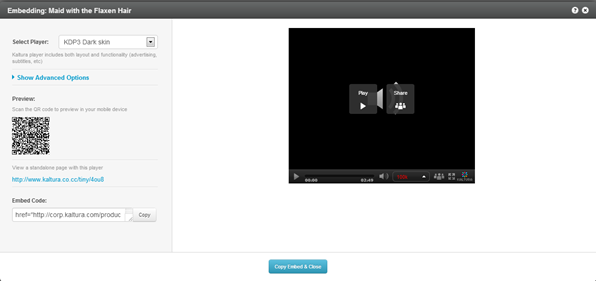 Embedding: Maid with the Flaxen Hair
Select Player:
KDP3 Dark skin
Kaltura player includes both layout and functionality (advertising,
subtitles, etc)
Show Advanced Options
Preview:
Scan the QR code to preview in your mobile device
View a standalone page with this player:
http://www.kaltura.co.cc/tiny/4ou8
Embed Code:
href="http://corp.kaltura.com/produc
Copy
Play
Share
00:00
03:49
KALTURA
Copy Embed & Close